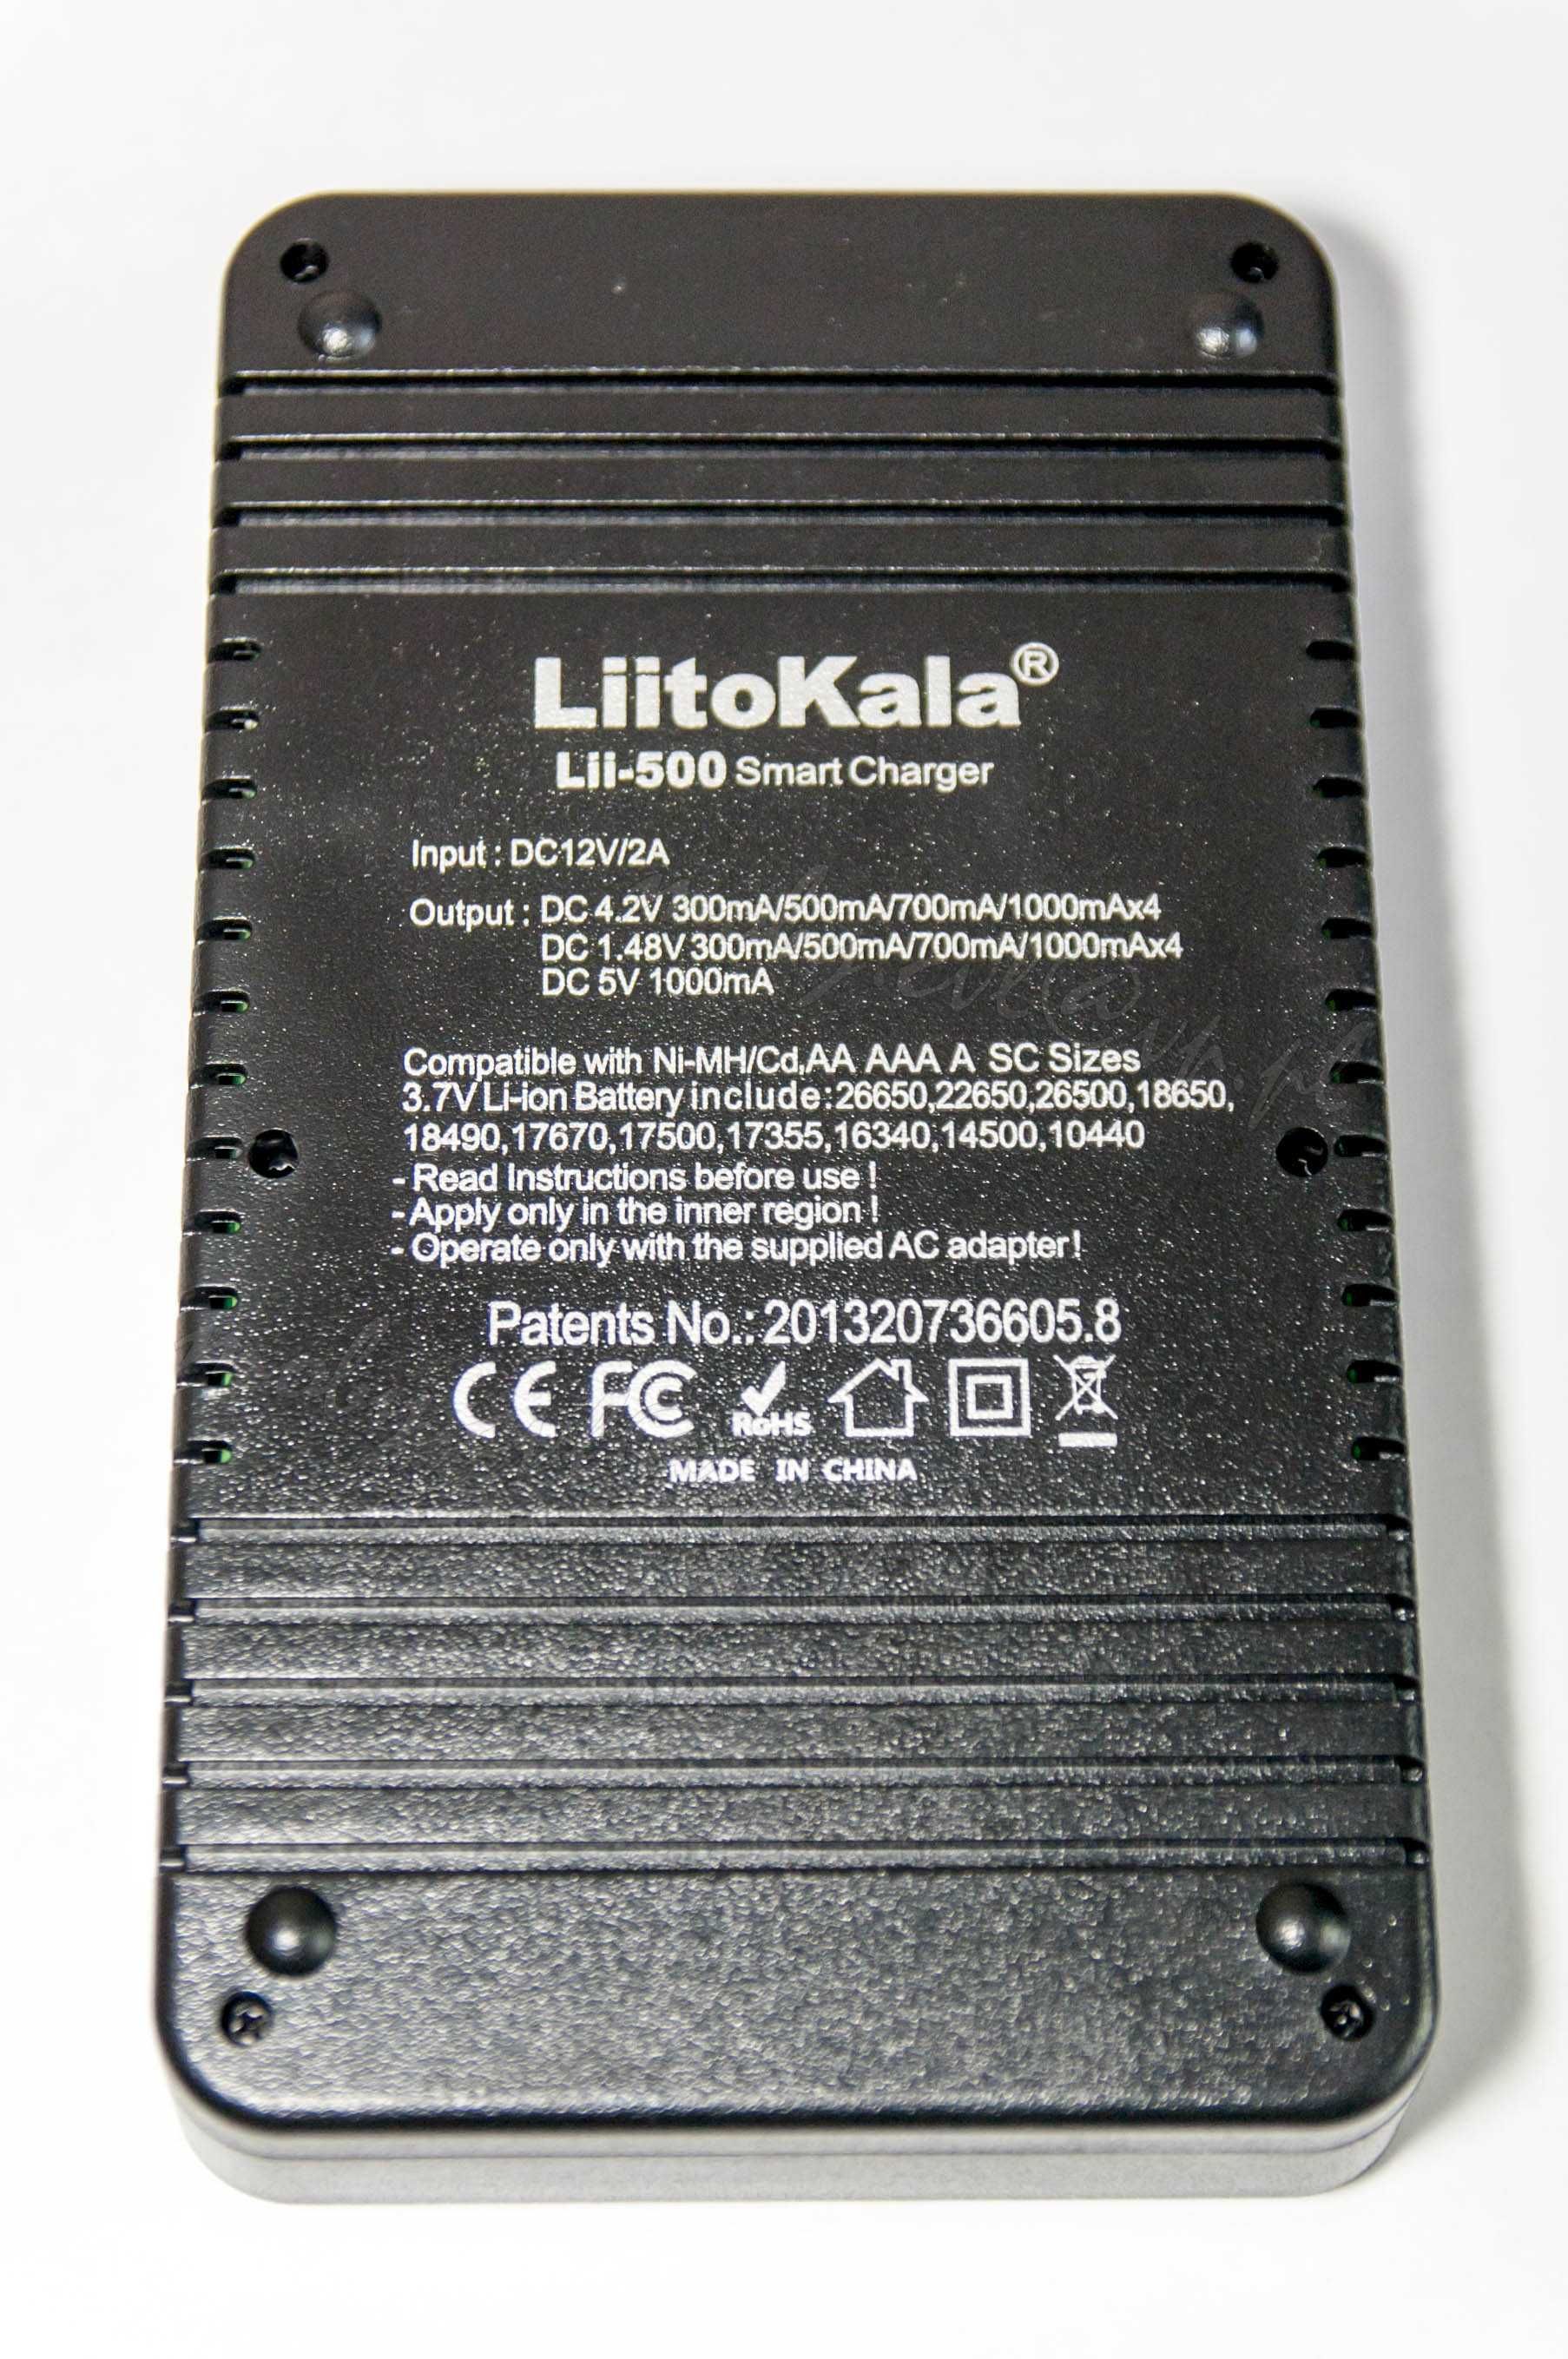 LiitoKala®
Lii-500 Smart Charger
Input : DC12V/2A
Output : DC 4.2V 300mA/500mA/700mA/1000mAx4
DC 1.48V 300mA/500mA/700mA/1000mAx4
DC 5V 1000mA
Compatible with Ni-MH/Cd,AA AAA A SC Sizes
3.7V Li-ion Battery include:26650,22650,26500,18650,
18490,17670,17500,17355,16340,14500,10440
- Read Instructions before use !
- Apply only in the inner region !
- Operate only with the supplied AC adapter!
Patents No.: 201320736605.8
CE FC RoHS
MADE IN CHINA